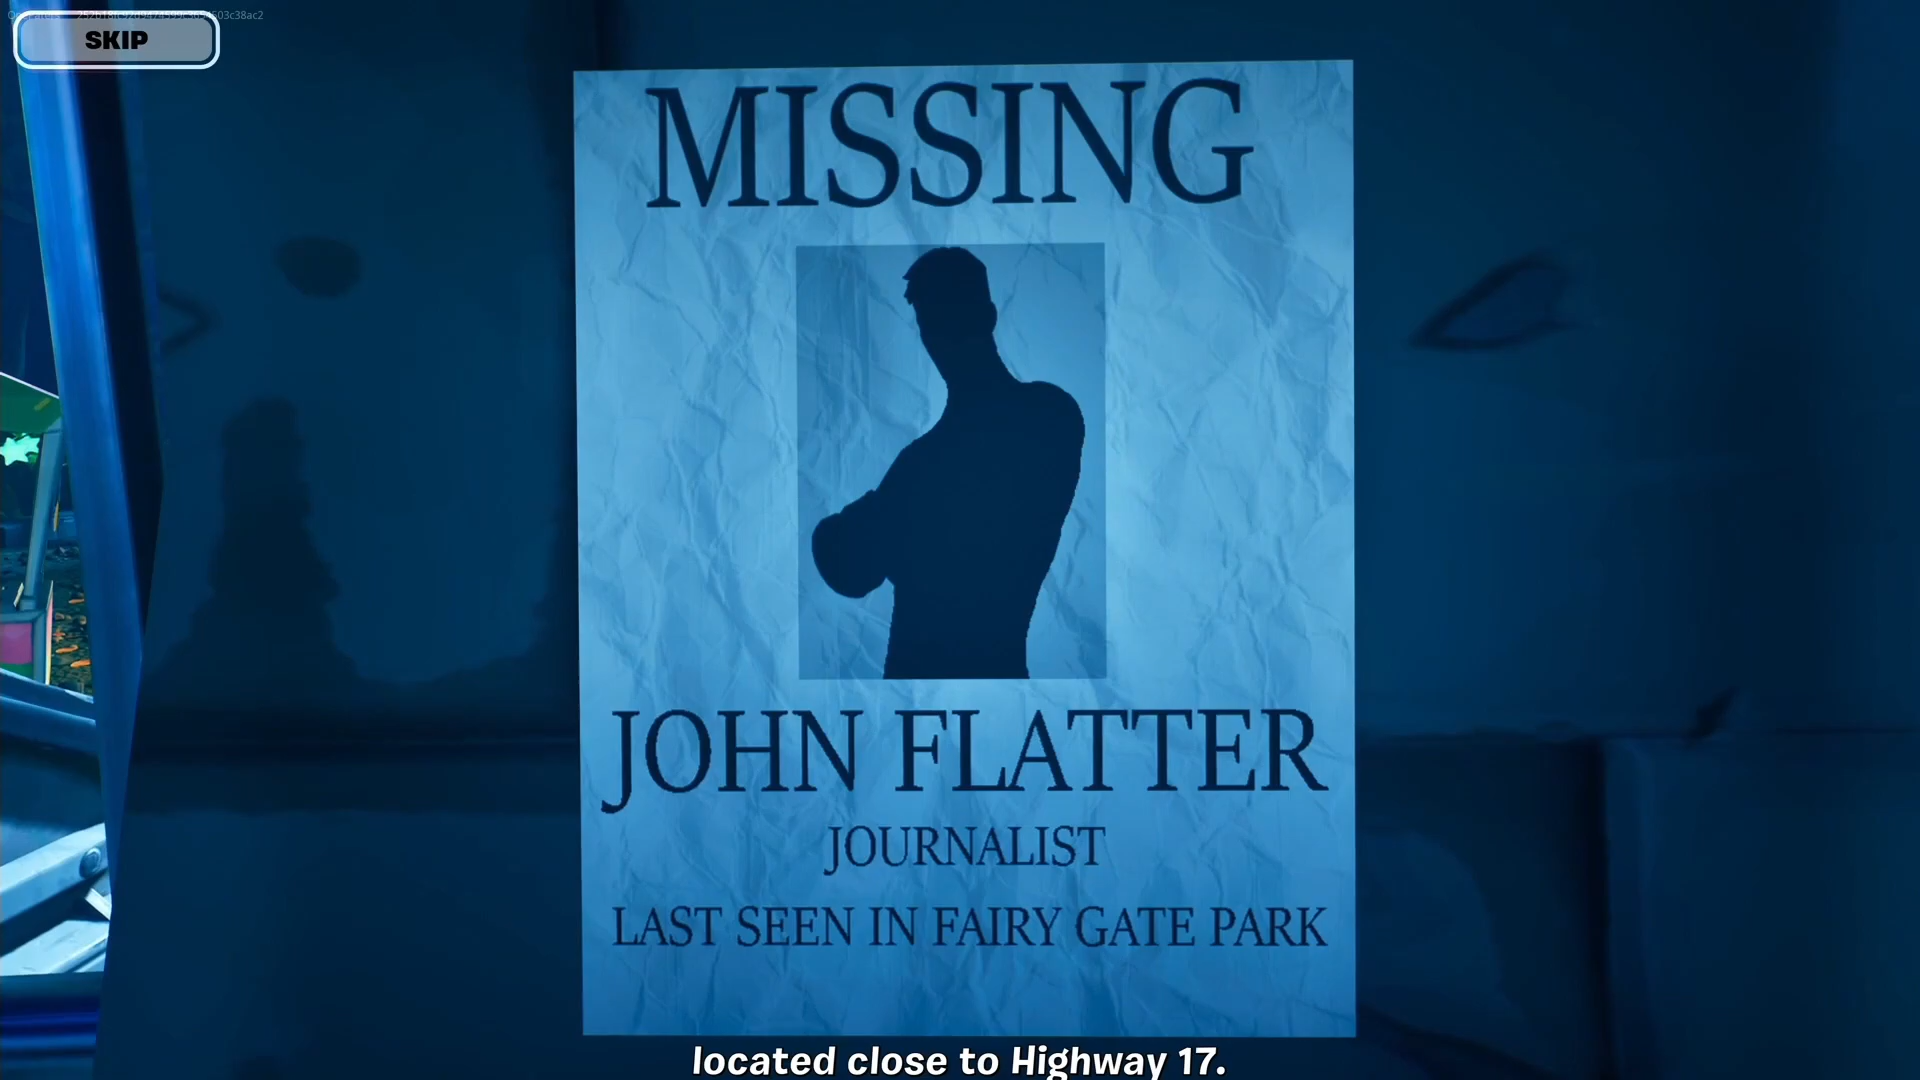 SKIP
MISSING
JOHN FLATTER
JOURNALIST
LAST SEEN IN FAIRY GATE PARK
located close to Highway 17.